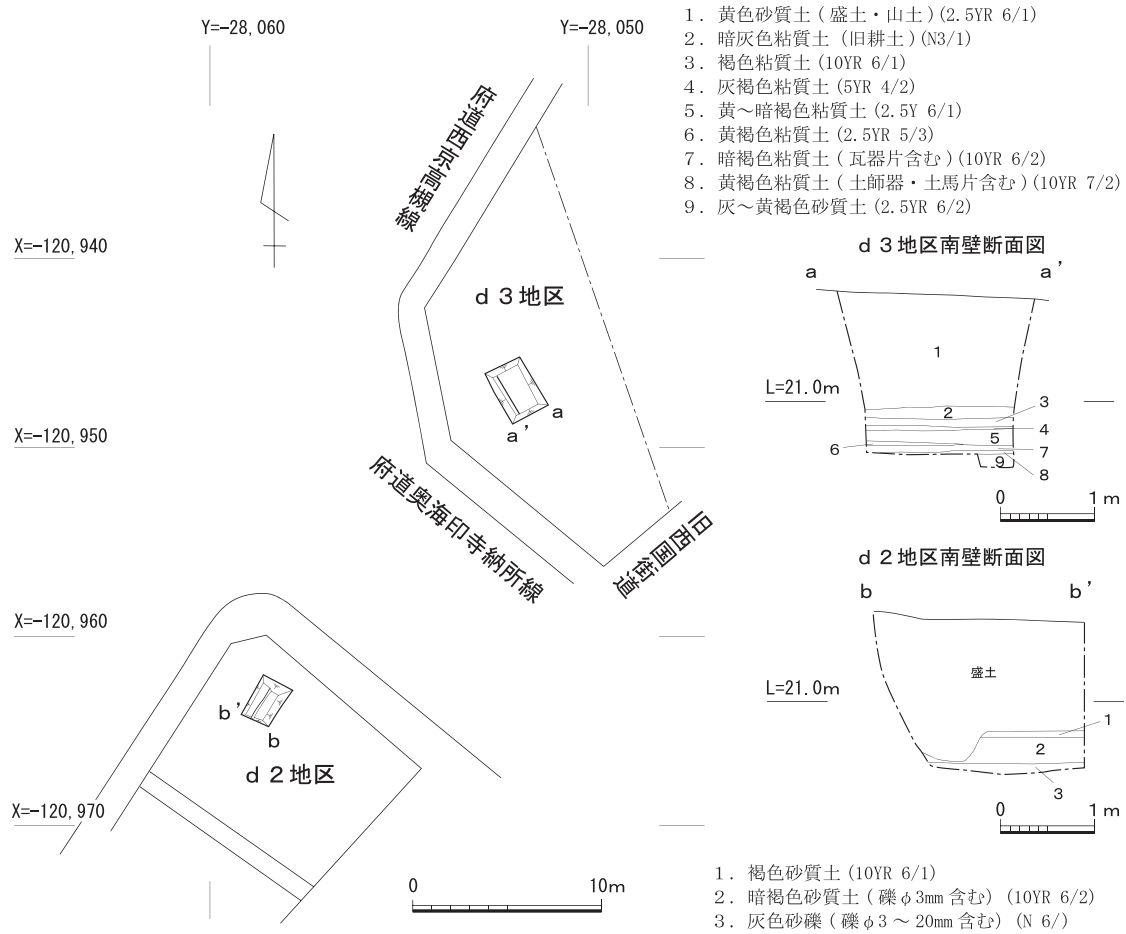 1．黄色砂質土（盛土・山土）(2.5YR 6/1)
2．暗灰色粘質土（旧耕土）(N3/1)
3．褐色粘質土 (10YR 6/1)
4．灰褐色粘質土 (5YR 4/2)
5．黄～暗褐色粘質土 (2.5Y 6/1)
6．黄褐色粘質土 (2.5YR 5/3)
7．暗褐色粘質土（瓦器片含む）(10YR 6/2)
8．黄褐色粘質土（土師器・土馬片含む）(10YR 7/2)
9．灰～黄褐色砂質土 (2.5YR 6/2)
Y=-28,060
Y=-28,050
X=-120,940
X=-120,950
X=-120,960
X=-120,970
府道西京高槻線
ｄ３地区
a
a’
府道奥海印寺納所線
旧西国街道
b’
b
ｄ２地区
0
10m
ｄ３地区南壁断面図
a
a’
1
L=21.0m
2
3
4
5
6
7
9
8
0
1 m
ｄ２地区南壁断面図
b
b’
盛土
L=21.0m
1
2
3
0
1 m
1．褐色砂質土 (10YR 6/1)
2．暗褐色砂質土（礫φ3mm 含む）(10YR 6/2)
3．灰色砂礫（礫φ3 ～ 20mm 含む）(N 6/)